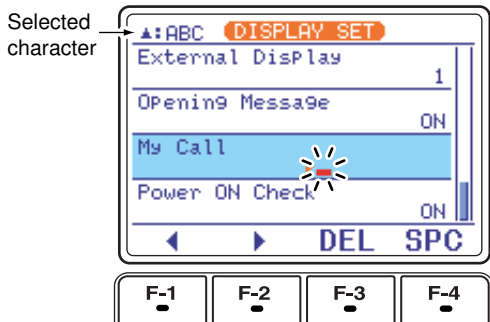 Selected
character
▲:ABC DISPLAY SET
External Display
1
Opening Message
ON
My Call
Power ON Check
ON
◀ ▶ DEL SPC
F-1 F-2 F-3 F-4